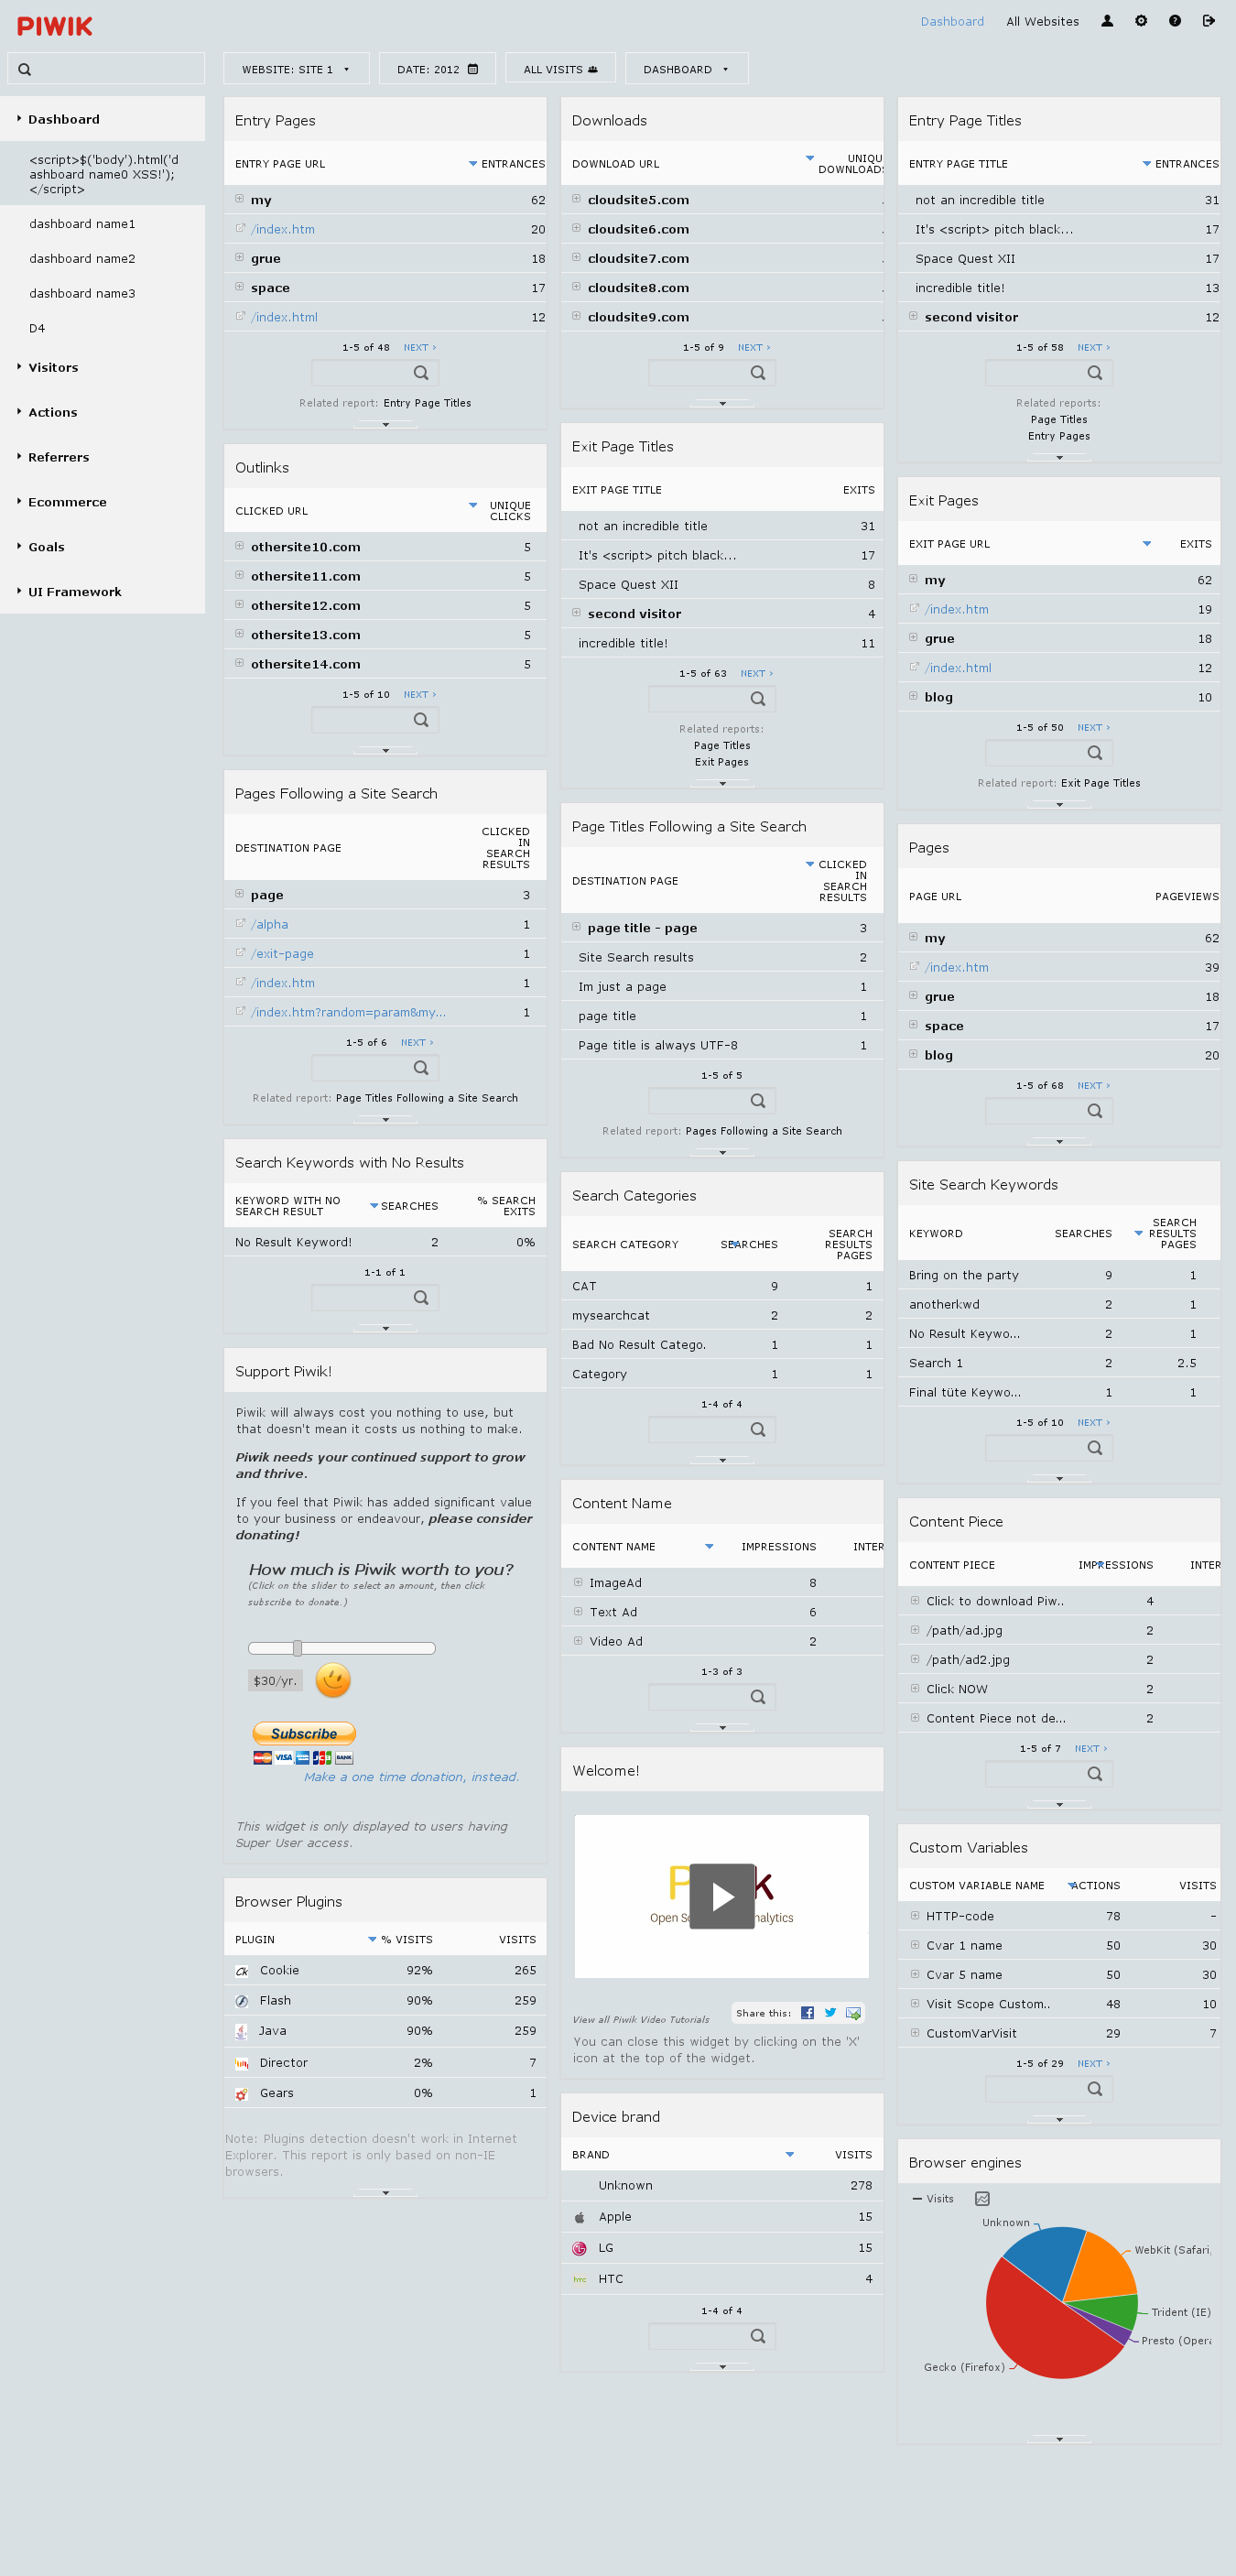 PIWIK
Dashboard All Websites
WEBSITE: SITE 1 DATE: 2012 ALL VISITS DASHBOARD
Dashboard
<script>$('body').html('d
ashboard name0 XSS!');
</script>
dashboard name1
dashboard name2
dashboard name3
D4
Visitors
Actions
Referrers
Ecommerce
Goals
UI Framework
Entry Pages
ENTRY PAGE URL ENTRANCES
my 62
/index.htm 20
grue 18
space 17
/index.html 12
1-5 of 48 NEXT ›
Related report: Entry Page Titles
Outlinks
CLICKED URL UNIQUE
CLICKS
othersite10.com 5
othersite11.com 5
othersite12.com 5
othersite13.com 5
othersite14.com 5
1-5 of 10 NEXT ›
Pages Following a Site Search
DESTINATION PAGE CLICKED
IN
SEARCH
RESULTS
page 3
/alpha 1
/exit-page 1
/index.htm 1
/index.htm?random=param&my... 1
1-5 of 6 NEXT ›
Related report: Page Titles Following a Site Search
Search Keywords with No Results
KEYWORD WITH NO
SEARCH RESULT SEARCHES % SEARCH
EXITS
No Result Keyword! 2 0%
1-1 of 1
Support Piwik!
Piwik will always cost you nothing to use, but
that doesn't mean it costs us nothing to make.
Piwik needs your continued support to grow
and thrive.
If you feel that Piwik has added significant value
to your business or endeavour, please consider
donating!
How much is Piwik worth to you?
(Click on the slider to select an amount, then click
subscribe to donate.)
$30/yr.
Subscribe
VISA JCB BANK
Make a one time donation, instead.
This widget is only displayed to users having
Super User access.
Browser Plugins
PLUGIN % VISITS VISITS
Cookie 92% 265
Flash 90% 259
Java 90% 259
Director 2% 7
Gears 0% 1
Note: Plugins detection doesn't work in Internet
Explorer. This report is only based on non-IE
browsers.
Downloads
DOWNLOAD URL UNIQU
DOWNLOADS
cloudsite5.com
cloudsite6.com
cloudsite7.com
cloudsite8.com
cloudsite9.com
1-5 of 9 NEXT ›
Exit Page Titles
EXIT PAGE TITLE EXITS
not an incredible title 31
It's <script> pitch black... 17
Space Quest XII 8
second visitor 4
incredible title! 11
1-5 of 63 NEXT ›
Related reports:
Page Titles
Exit Pages
Page Titles Following a Site Search
DESTINATION PAGE CLICKED
IN
SEARCH
RESULTS
page title - page 3
Site Search results 2
Im just a page 1
page title 1
Page title is always UTF-8 1
1-5 of 5
Related report: Pages Following a Site Search
Search Categories
SEARCH CATEGORY SEARCHES SEARCH
RESULTS
PAGES
CAT 9 1
mysearchcat 2 2
Bad No Result Catego. 1 1
Category 1 1
1-4 of 4
Content Name
CONTENT NAME IMPRESSIONS INTER
ImageAd 8
Text Ad 6
Video Ad 2
1-3 of 3
Welcome!
P k
Open So nalytics
View all Piwik Video Tutorials Share this:
You can close this widget by clicking on the 'X'
icon at the top of the widget.
Device brand
BRAND VISITS
Unknown 278
Apple 15
LG 15
hTC HTC 4
1-4 of 4
Entry Page Titles
ENTRY PAGE TITLE ENTRANCES
not an incredible title 31
It's <script> pitch black... 17
Space Quest XII 17
incredible title! 13
second visitor 12
1-5 of 58 NEXT ›
Related reports:
Page Titles
Entry Pages
Exit Pages
EXIT PAGE URL EXITS
my 62
/index.htm 19
grue 18
/index.html 12
blog 10
1-5 of 50 NEXT ›
Related report: Exit Page Titles
Pages
PAGE URL PAGEVIEWS
my 62
/index.htm 39
grue 18
space 17
blog 20
1-5 of 68 NEXT ›
Site Search Keywords
KEYWORD SEARCHES SEARCH
RESULTS
PAGES
Bring on the party 9 1
anotherkwd 2 1
No Result Keywo... 2 1
Search 1 2 2.5
Final tüte Keywo... 1 1
1-5 of 10 NEXT ›
Content Piece
CONTENT PIECE IMPRESSIONS INTER
Click to download Piw.. 4
/path/ad.jpg 2
/path/ad2.jpg 2
Click NOW 2
Content Piece not de... 2
1-5 of 7 NEXT ›
Custom Variables
CUSTOM VARIABLE NAME ACTIONS VISITS
HTTP-code 78 -
Cvar 1 name 50 30
Cvar 5 name 50 30
Visit Scope Custom.. 48 10
CustomVarVisit 29 7
1-5 of 29 NEXT ›
Browser engines
Visits
Unknown
WebKit (Safari,
Trident (IE)
Presto (Opera
Gecko (Firefox)